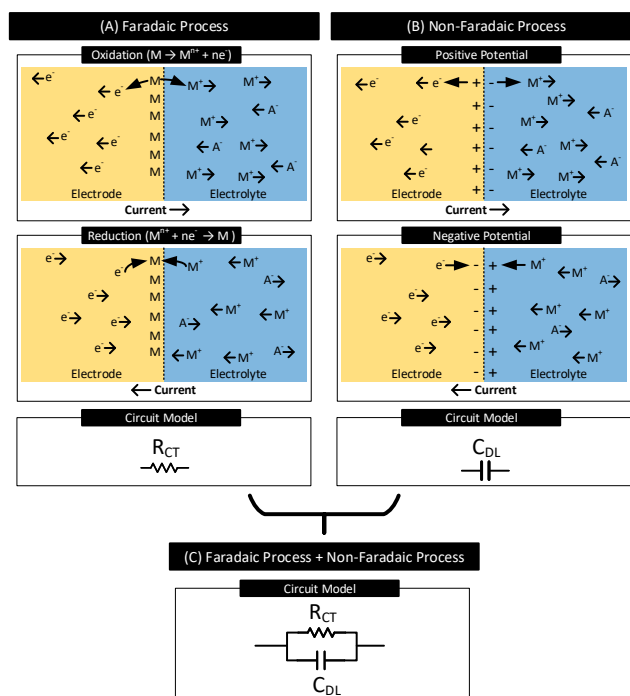 (A) Faradaic Process
Oxidation (M → Mⁿ⁺ + ne⁻)
e⁻ e⁻ M M⁺ M⁺
e⁻ M A⁻
e⁻ M M⁺
e⁻ M A⁻ M⁺
e⁻ M M⁺ A⁻
M
Electrode Electrolyte
Current →
Reduction (Mⁿ⁺ + ne⁻ → M )
e⁻ e⁻ M M⁺ M⁺
M A⁻
e⁻ M M⁺
e⁻ e⁻ M A⁻ M⁺
e⁻ M M⁺ M⁺ A⁻
M
Electrode Electrolyte
← Current
Circuit Model
R_CT
(B) Non-Faradaic Process
Positive Potential
e⁻ e⁻ e⁻ + - M⁺
+ - M⁺ A⁻
e⁻ + -
+ - A⁻ M⁺
e⁻ + - M⁺ A⁻
+ - M⁺
e⁻ + -
Electrode Electrolyte
Current →
Negative Potential
e⁻ e⁻ - + M⁺
- + A⁻
e⁻ - + M⁺ M⁺
e⁻ e⁻ - + A⁻
e⁻ - + M⁺ M⁺
- +
Electrode Electrolyte
← Current
Circuit Model
C_DL
(C) Faradaic Process + Non-Faradaic Process
Circuit Model
R_CT
C_DL